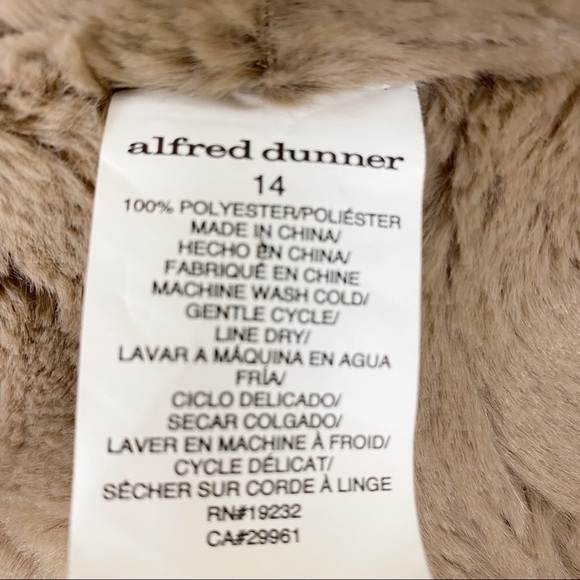 alfred dunner
14
100% POLYESTER/POLIÉSTER
MADE IN CHINA/
HECHO EN CHINA/
FABRIQUÉ EN CHINE
MACHINE WASH COLD/
GENTLE CYCLE/
LINE DRY/
LAVAR A MÁQUINA EN AGUA
FRÍA/
CICLO DELICADO/
SECAR COLGADO/
LAVER EN MACHINE À FROID/
CYCLE DÉLICAT/
SÉCHER SUR CORDE À LINGE
RN#19232
CA#29961